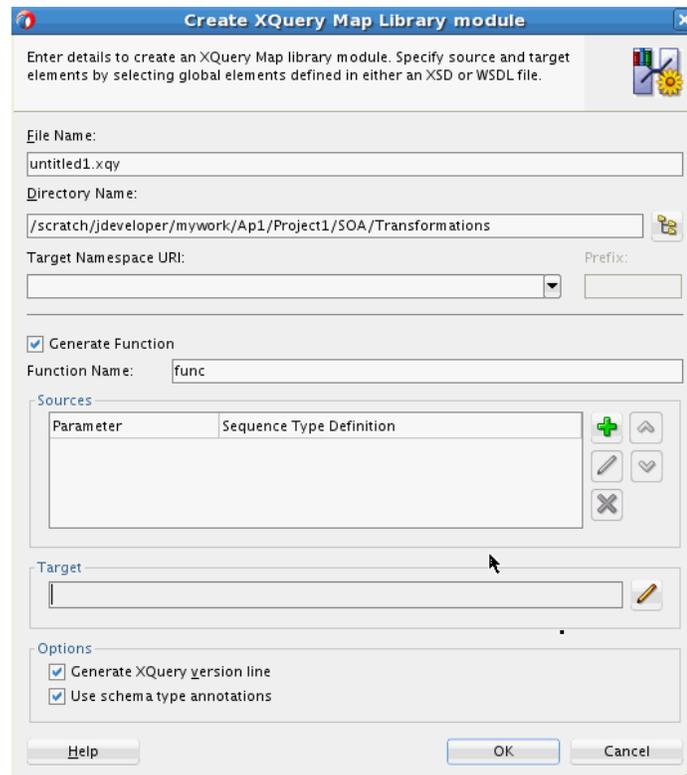 Create XQuery Map Library module
Enter details to create an XQuery Map library module. Specify source and target
elements by selecting global elements defined in either an XSD or WSDL file.
File Name:
untitled1.xqy
Directory Name:
/scratch/jdeveloper/mywork/Ap1/Project1/SOA/Transformations
Target Namespace URI: Prefix:
Generate Function
Function Name: func
Sources
Parameter Sequence Type Definition
Target
Options
Generate XQuery version line
Use schema type annotations
Help OK Cancel